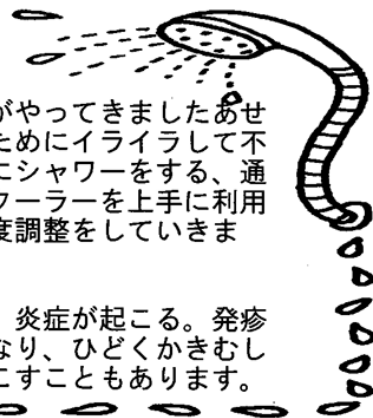 がやってきましたあせ
ためにイライラして不
にシャワーをする、通
クーラーを上手に利用
度調整をしていきま
炎症が起こる。発疹
なり、ひどくかきむし
こすこともあります。